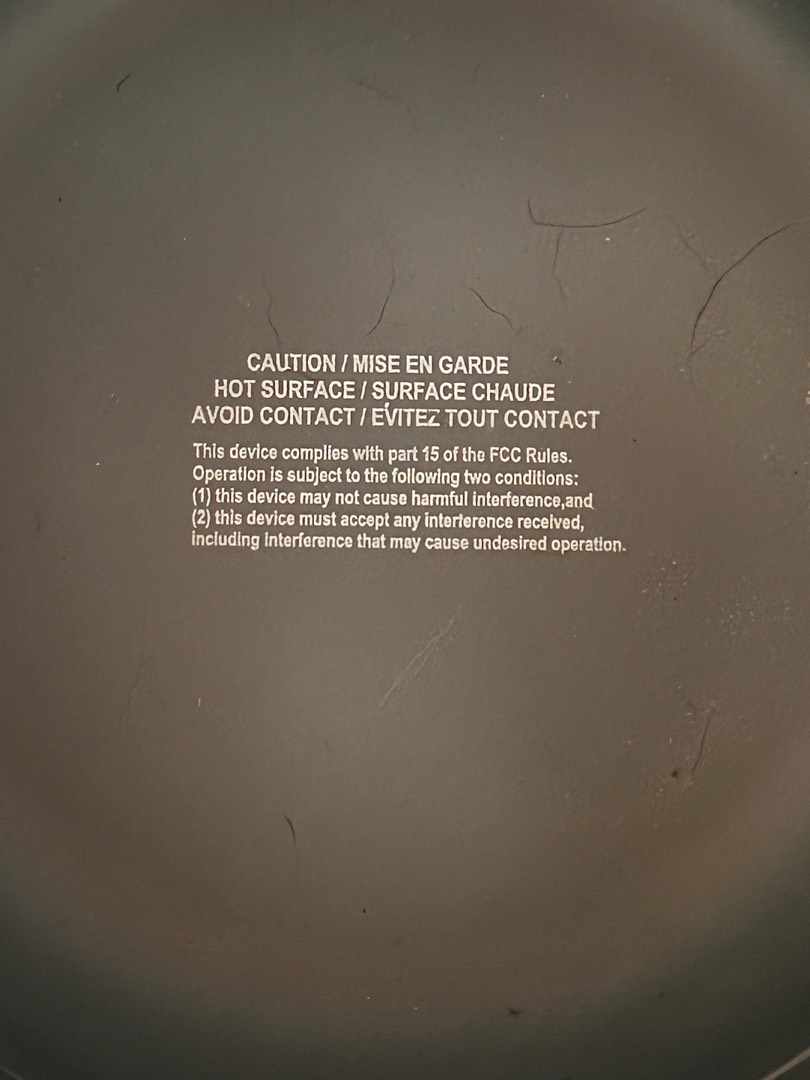 CAUTION / MISE EN GARDE
HOT SURFACE / SURFACE CHAUDE
AVOID CONTACT / ÉVITEZ TOUT CONTACT
This device complies with part 15 of the FCC Rules.
Operation is subject to the following two conditions:
(1) this device may not cause harmful interference,and
(2) this device must accept any interference received,
including interference that may cause undesired operation.